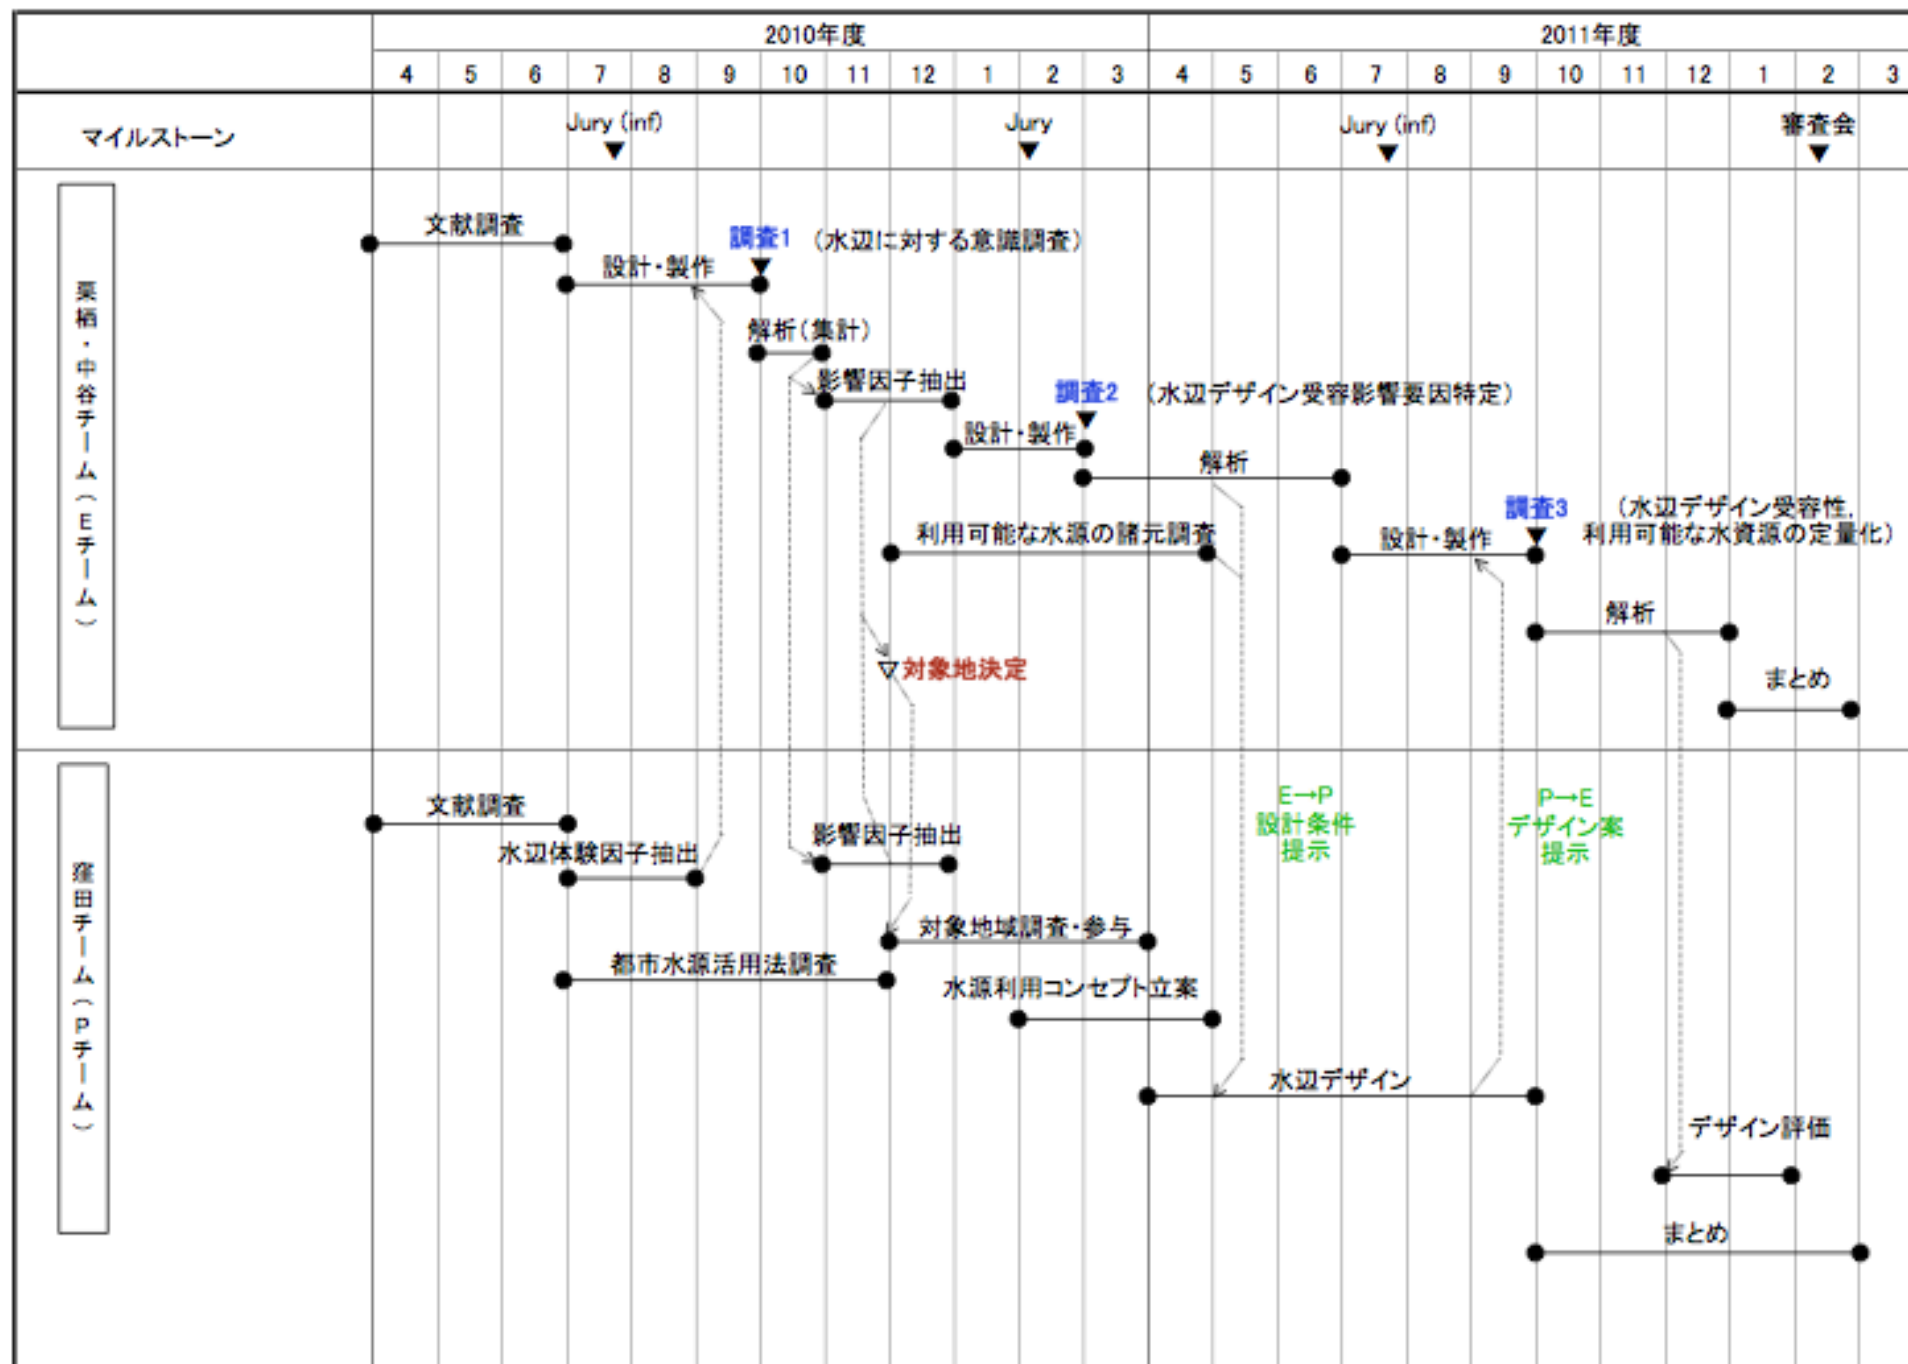 2010年度
2011年度
4 5 6 7 8 9 10 11 12 1 2 3 4 5 6 7 8 9 10 11 12 1 2 3
マイルストーン
Jury (inf)
Jury
Jury (inf)
審査会
▼ ▼ ▼ ▼
栗栖・中谷チーム(Eチーム)
文献調査
調査1 (水辺に対する意識調査)
▼
設計・製作
解析(集計)
影響因子抽出
調査2 (水辺デザイン受容影響要因特定)
▼
設計・製作
解析
調査3
▼
(水辺デザイン受容性,
利用可能な水資源の定量化)
利用可能な水源の諸元調査
設計・製作
解析
▽対象地決定
まとめ
窪田チーム(Pチーム)
文献調査
水辺体験因子抽出
影響因子抽出
E→P
設計条件
提示
P→E
デザイン案
提示
対象地域調査・参与
都市水源活用法調査
水源利用コンセプト立案
水辺デザイン
デザイン評価
まとめ